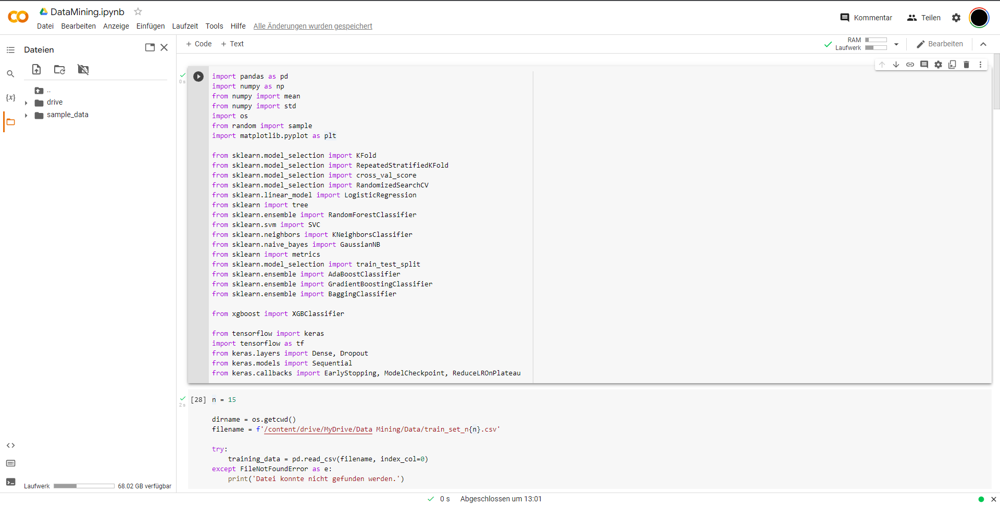 DataMining.ipynb
Datei Bearbeiten Anzeige Einfügen Laufzeit Tools Hilfe Alle Änderungen wurden gespeichert
Kommentar Teilen
Dateien
..
drive
sample_data
Laufwerk 68.02 GB verfügbar
+ Code + Text
RAM
Laufwerk
Bearbeiten
0 s
import pandas as pd
import numpy as np
from numpy import mean
from numpy import std
import os
from random import sample
import matplotlib.pyplot as plt
from sklearn.model_selection import KFold
from sklearn.model_selection import RepeatedStratifiedKFold
from sklearn.model_selection import cross_val_score
from sklearn.model_selection import RandomizedSearchCV
from sklearn.linear_model import LogisticRegression
from sklearn import tree
from sklearn.ensemble import RandomForestClassifier
from sklearn.svm import SVC
from sklearn.neighbors import KNeighborsClassifier
from sklearn.naive_bayes import GaussianNB
from sklearn import metrics
from sklearn.model_selection import train_test_split
from sklearn.ensemble import AdaBoostClassifier
from sklearn.ensemble import GradientBoostingClassifier
from sklearn.ensemble import BaggingClassifier
from xgboost import XGBClassifier
from tensorflow import keras
import tensorflow as tf
from keras.layers import Dense, Dropout
from keras.models import Sequential
from keras.callbacks import EarlyStopping, ModelCheckpoint, ReduceLROnPlateau
2 s
[28] n = 15
dirname = os.getcwd()
filename = f'/content/drive/MyDrive/Data Mining/Data/train_set_n{n}.csv'
try:
    training_data = pd.read_csv(filename, index_col=0)
except FileNotFoundError as e:
    print('Datei konnte nicht gefunden werden.')
0 s Abgeschlossen um 13:01